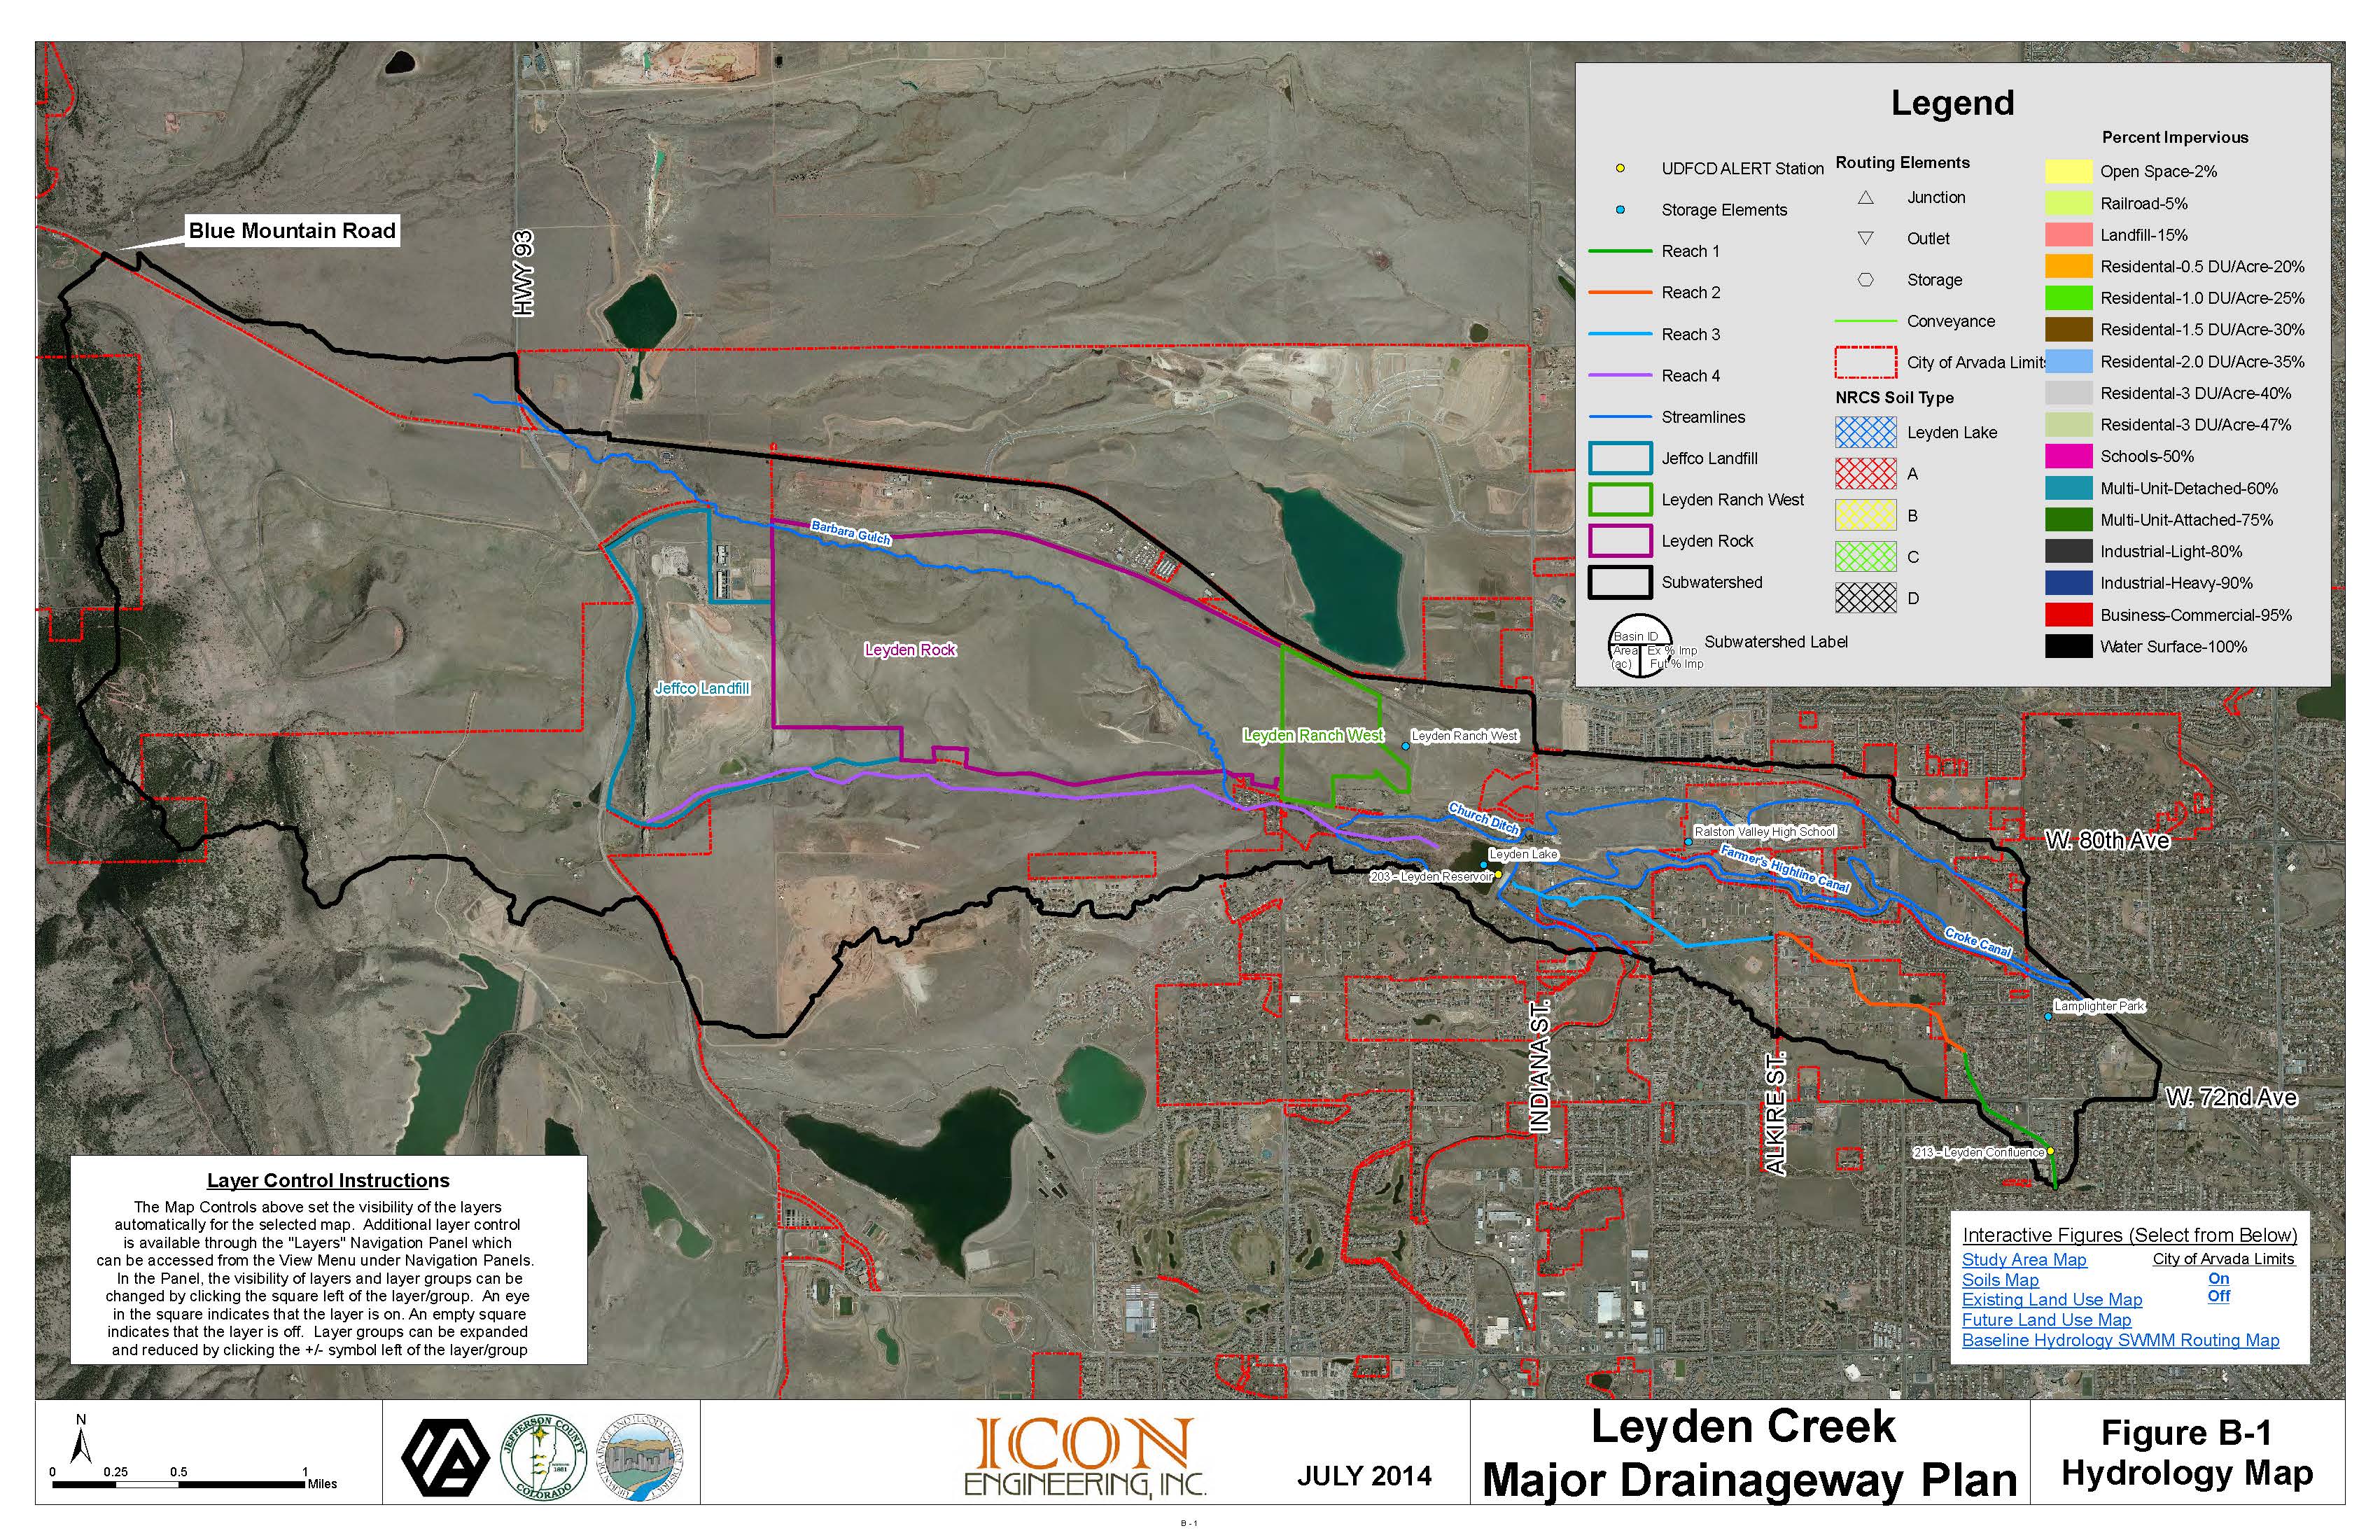 Legend
UDFCD ALERT Station
Storage Elements
Reach 1
Reach 2
Reach 3
Reach 4
Streamlines
Jeffco Landfill
Leyden Ranch West
Leyden Rock
Subwatershed
Basin ID
Area
(ac)
Ex % Imp
Fut % Imp
Subwatershed Label
Routing Elements
Junction
Outlet
Storage
Conveyance
City of Arvada Limits
NRCS Soil Type
Leyden Lake
A
B
C
D
Percent Impervious
Open Space-2%
Railroad-5%
Landfill-15%
Residental-0.5 DU/Acre-20%
Residental-1.0 DU/Acre-25%
Residental-1.5 DU/Acre-30%
Residental-2.0 DU/Acre-35%
Residental-3 DU/Acre-40%
Residental-3 DU/Acre-47%
Schools-50%
Multi-Unit-Detached-60%
Multi-Unit-Attached-75%
Industrial-Light-80%
Industrial-Heavy-90%
Business-Commercial-95%
Water Surface-100%
Blue Mountain Road
HWY 93
Barbara Gulch
Leyden Rock
Jeffco Landfill
Leyden Ranch West
Leyden Ranch West
Church Ditch
Ralston Valley High School
W. 80th Ave
Leyden Lake
203 - Leyden Reservoir
Farmer's Highline Canal
Croke Canal
Lamplighter Park
INDIANA ST.
ALKIRE ST.
W. 72nd Ave
213 - Leyden Confluence
Layer Control Instructions
The Map Controls above set the visibility of the layers
automatically for the selected map. Additional layer control
is available through the "Layers" Navigation Panel which
can be accessed from the View Menu under Navigation Panels.
In the Panel, the visibility of layers and layer groups can be
changed by clicking the square left of the layer/group. An eye
in the square indicates that the layer is on. An empty square
indicates that the layer is off. Layer groups can be expanded
and reduced by clicking the +/- symbol left of the layer/group
Interactive Figures (Select from Below)
Study Area Map
City of Arvada Limits
Soils Map
On
Existing Land Use Map
Off
Future Land Use Map
Baseline Hydrology SWMM Routing Map
N
0 0.25 0.5 1
Miles
JEFFERSON COUNTY
COLORADO
ICON
ENGINEERING, INC.
JULY 2014
Leyden Creek
Major Drainageway Plan
Figure B-1
Hydrology Map
B - 1